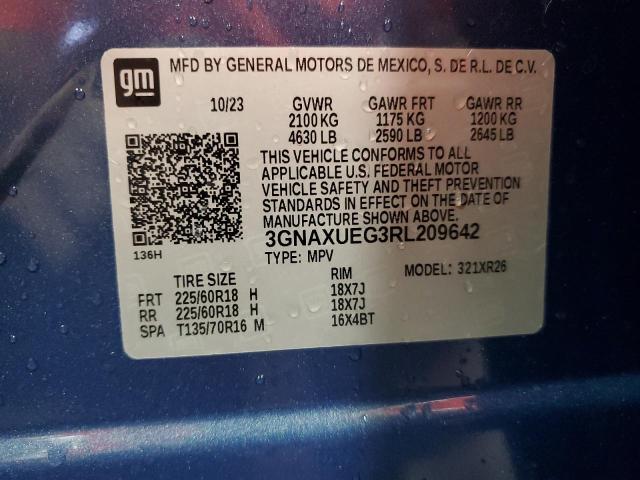 gm
MFD BY GENERAL MOTORS DE MEXICO, S. DE R.L. DE C.V.
10/23 GVWR GAWR FRT GAWR RR
2100 KG 1175 KG 1200 KG
4630 LB 2590 LB 2645 LB
THIS VEHICLE CONFORMS TO ALL
APPLICABLE U.S. FEDERAL MOTOR
VEHICLE SAFETY AND THEFT PREVENTION
STANDARDS IN EFFECT ON THE DATE OF
MANUFACTURE SHOWN ABOVE.
3GNAXUEG3RL209642
136H
TYPE: MPV MODEL: 321XR26
TIRE SIZE RIM
FRT 225/60R18 H 18X7J
RR 225/60R18 H 18X7J
SPA T135/70R16 M 16X4BT